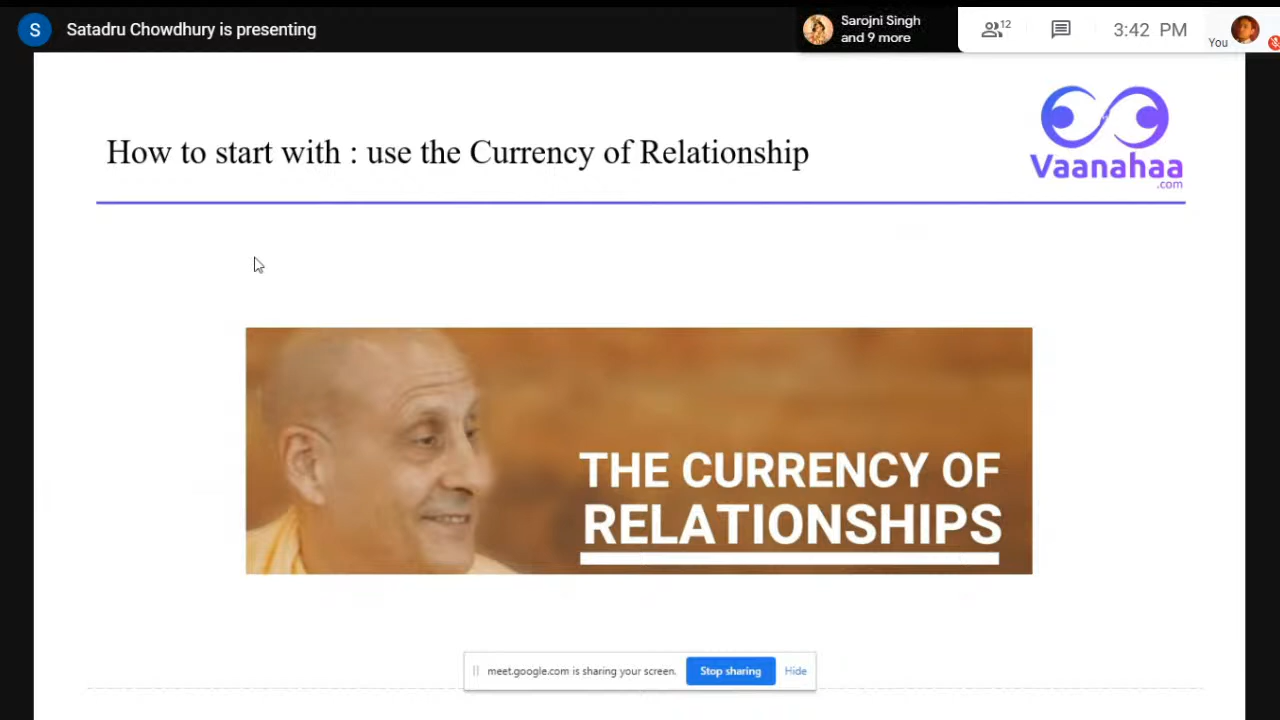 S
Satadru Chowdhury is presenting
Sarojni Singh
and 9 more
12
3:42 PM
You
How to start with : use the Currency of Relationship
Vaanahaa
.com
THE CURRENCY OF
RELATIONSHIPS
meet.google.com is sharing your screen.
Stop sharing
Hide